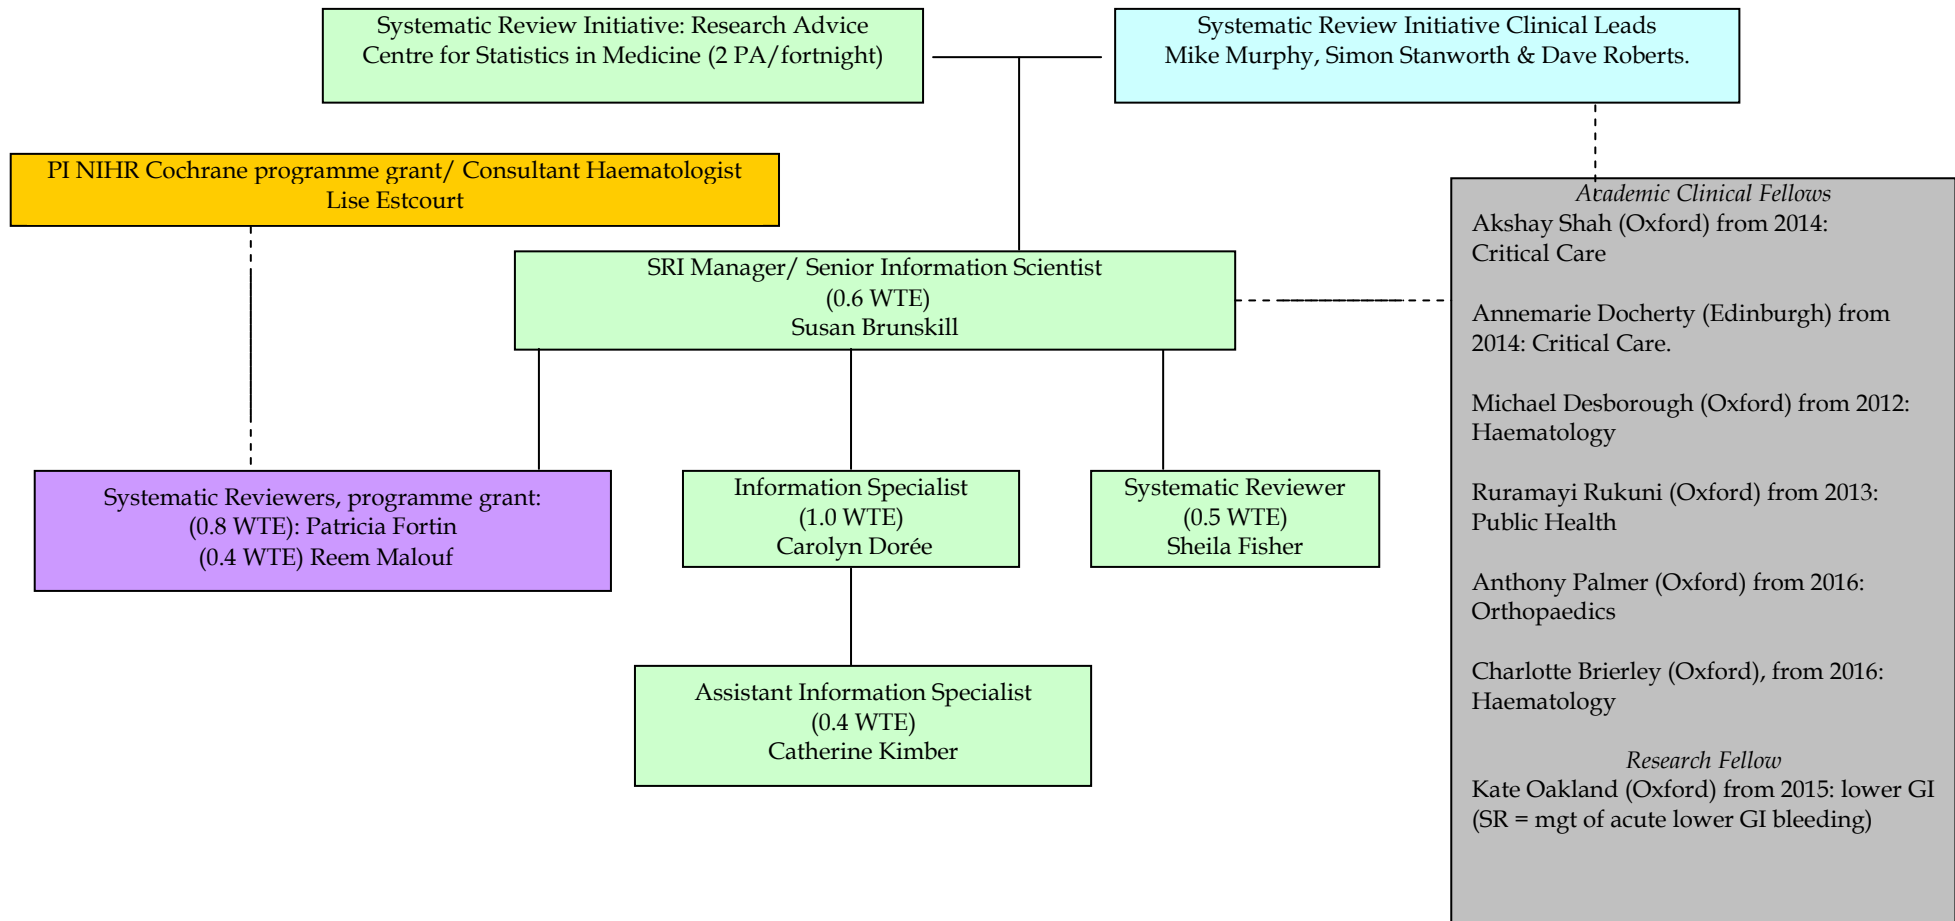 Systematic Review Initiative: Research Advice
Centre for Statistics in Medicine (2 PA/fortnight)
Systematic Review Initiative Clinical Leads
Mike Murphy, Simon Stanworth & Dave Roberts.
PI NIHR Cochrane programme grant/ Consultant Haematologist
Lise Estcourt
SRI Manager/ Senior Information Scientist
(0.6 WTE)
Susan Brunskill
Systematic Reviewers, programme grant:
(0.8 WTE): Patricia Fortin
(0.4 WTE) Reem Malouf
Information Specialist
(1.0 WTE)
Carolyn Dorée
Systematic Reviewer
(0.5 WTE)
Sheila Fisher
Assistant Information Specialist
(0.4 WTE)
Catherine Kimber
Academic Clinical Fellows
Akshay Shah (Oxford) from 2014:
Critical Care
Annemarie Docherty (Edinburgh) from
2014: Critical Care.
Michael Desborough (Oxford) from 2012:
Haematology
Ruramayi Rukuni (Oxford) from 2013:
Public Health
Anthony Palmer (Oxford) from 2016:
Orthopaedics
Charlotte Brierley (Oxford), from 2016:
Haematology
Research Fellow
Kate Oakland (Oxford) from 2015: lower GI
(SR = mgt of acute lower GI bleeding)